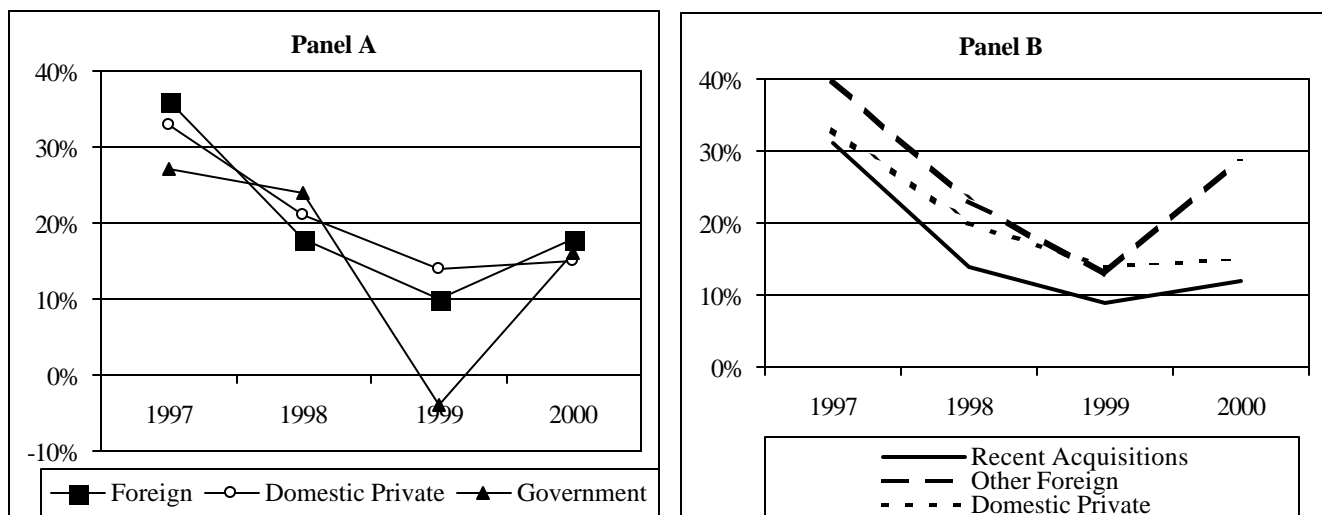 Panel A
40%
30%
20%
10%
0%
-10%
1997 1998 1999 2000
Foreign Domestic Private Government
Panel B
40%
30%
20%
10%
0%
1997 1998 1999 2000
Recent Acquisitions
Other Foreign
Domestic Private